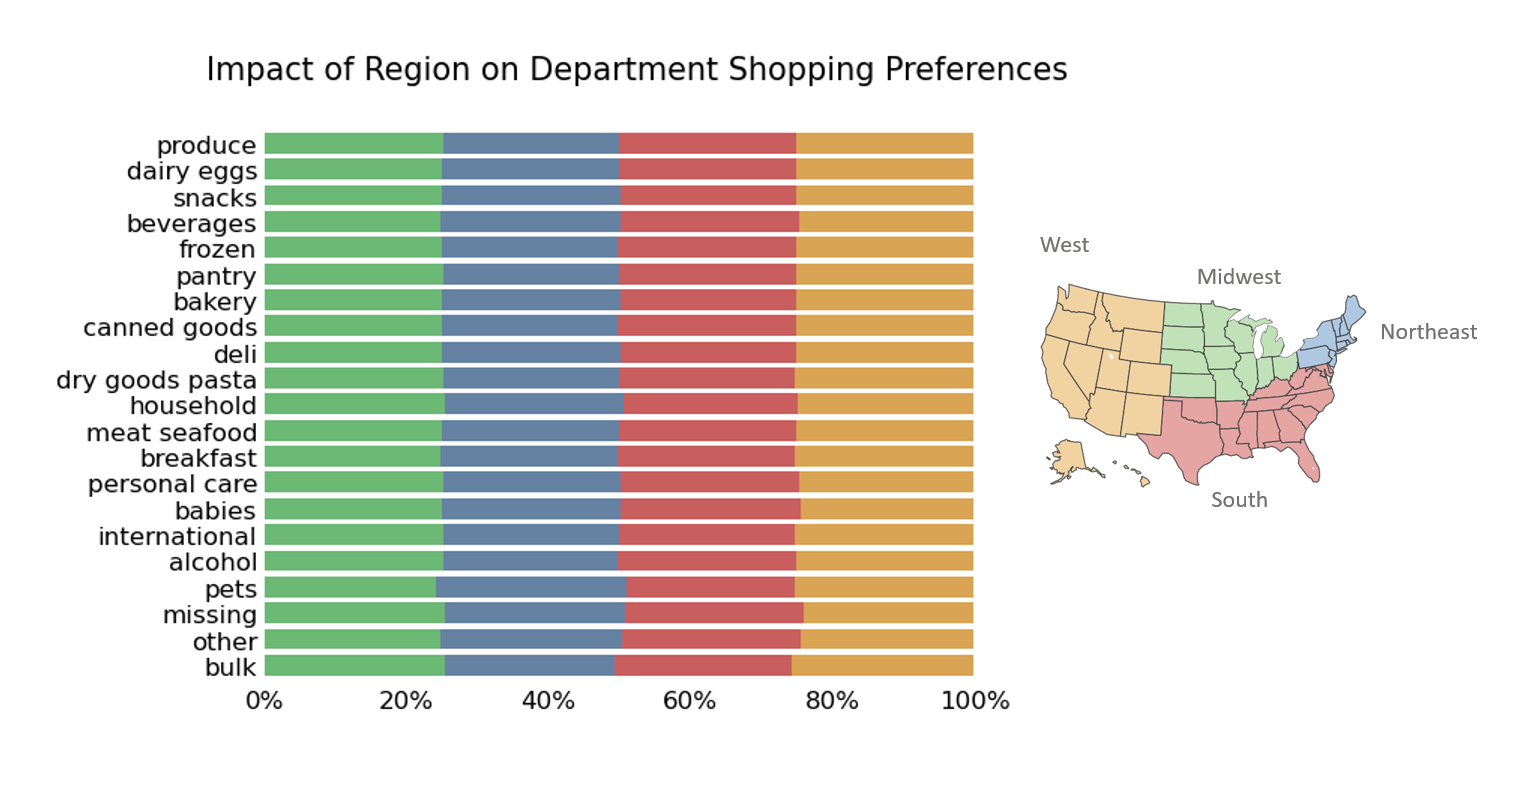 Impact of Region on Department Shopping Preferences
produce
dairy eggs
snacks
beverages
frozen
pantry
bakery
canned goods
deli
dry goods pasta
household
meat seafood
breakfast
personal care
babies
international
alcohol
pets
missing
other
bulk
0% 20% 40% 60% 80% 100%
West
Midwest
Northeast
South